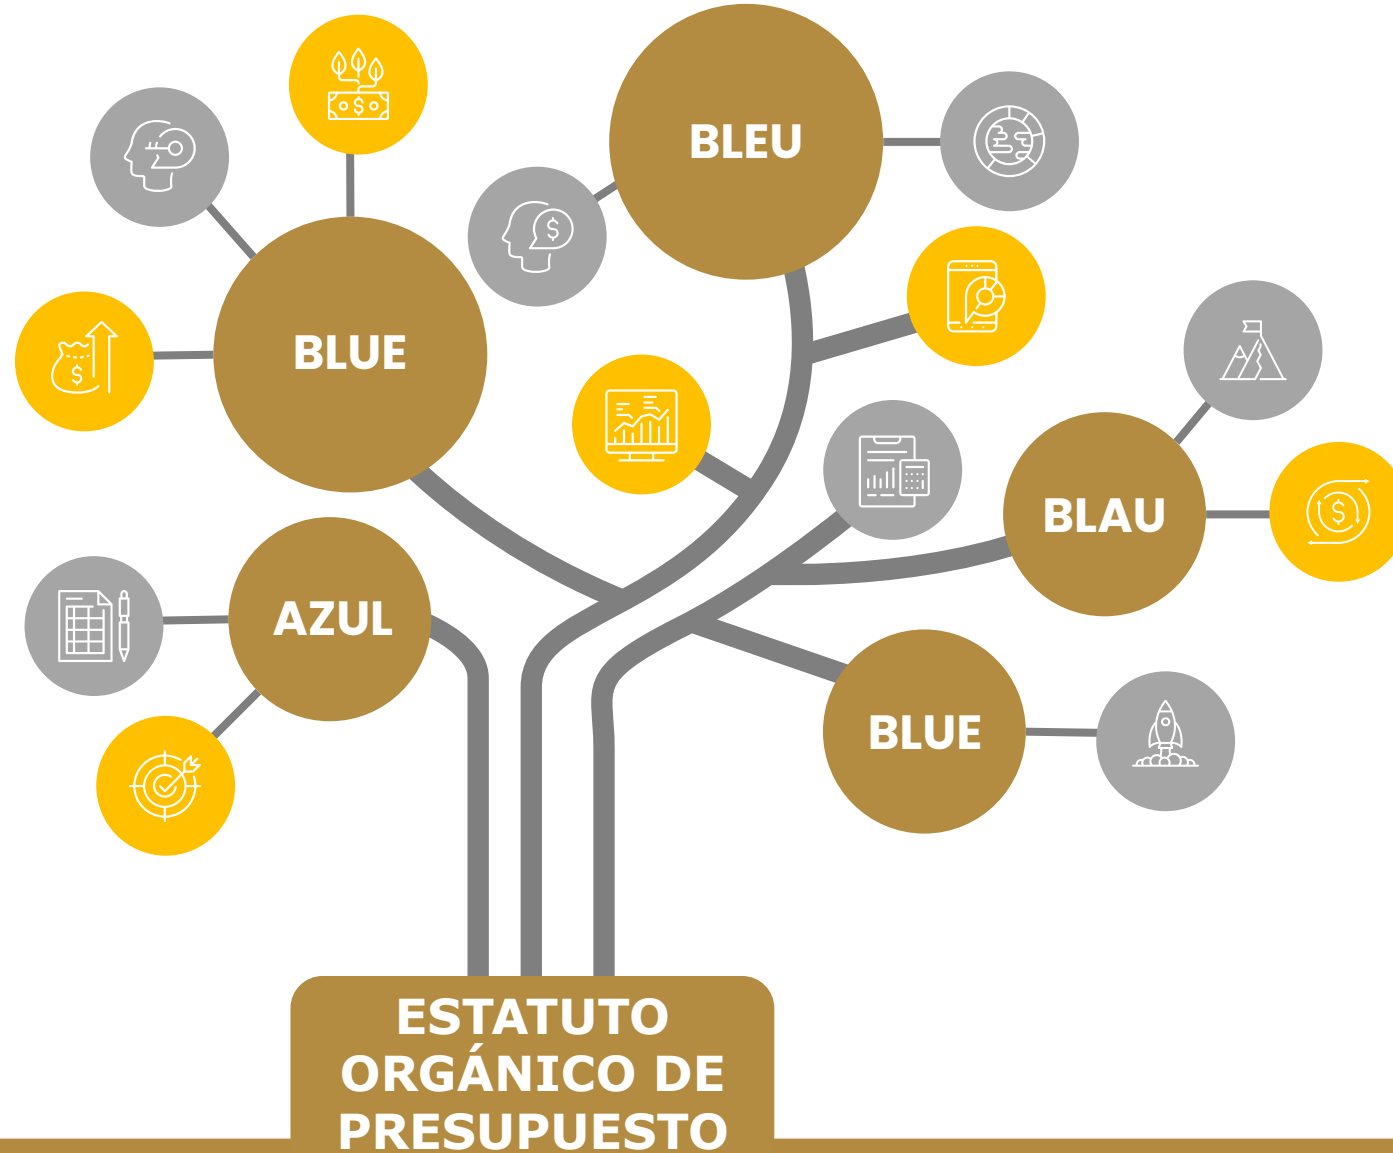 BLEU
BLUE
BLAU
AZUL
BLUE
ESTATUTO
ORGÁNICO DE
PRESUPUESTO